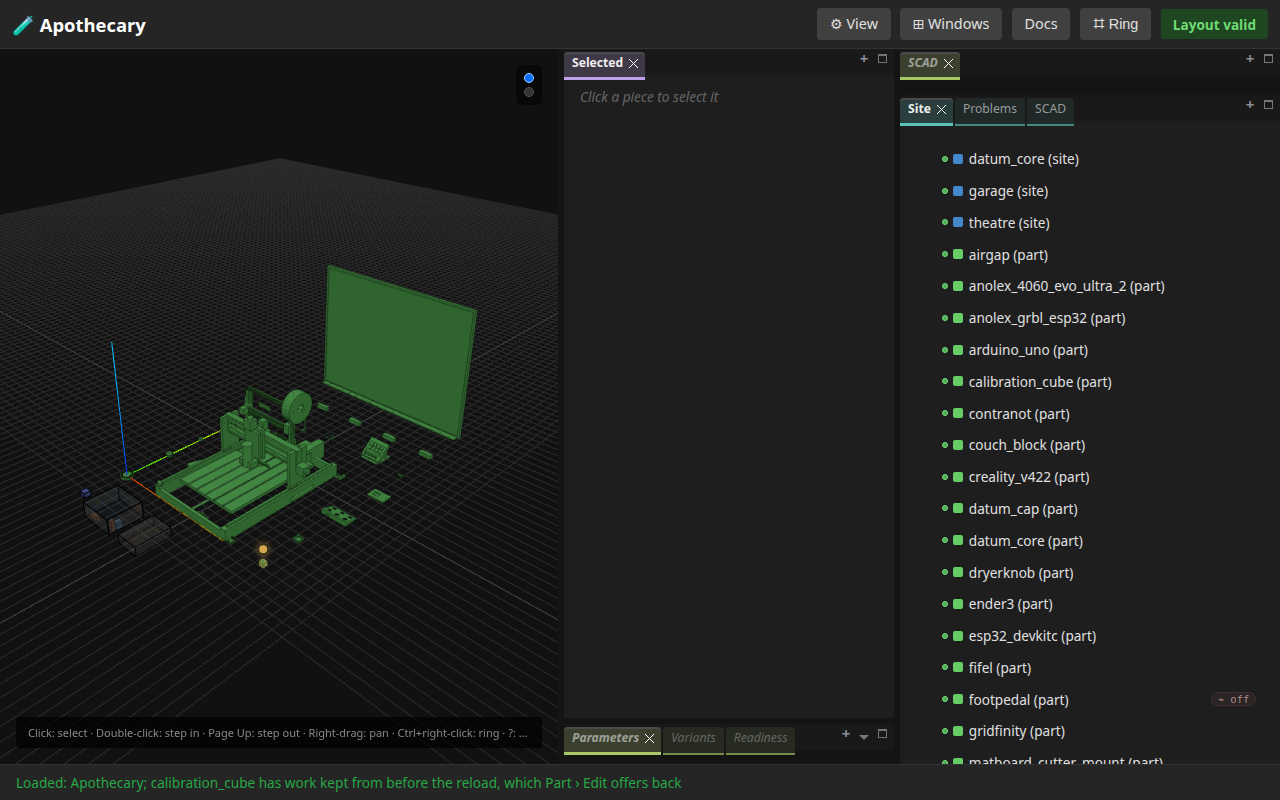 🧪 Apothecary
⚙ View
⊞ Windows
Docs
⌗ Ring
Layout valid
Selected
Click a piece to select it
SCAD
Site
Problems
SCAD
datum_core (site)
garage (site)
theatre (site)
airgap (part)
anolex_4060_evo_ultra_2 (part)
anolex_grbl_esp32 (part)
arduino_uno (part)
calibration_cube (part)
contranot (part)
couch_block (part)
creality_v422 (part)
datum_cap (part)
datum_core (part)
dryerknob (part)
ender3 (part)
esp32_devkitc (part)
fifel (part)
footpedal (part)
~ off
gridfinity (part)
matboard_cutter_mount (part)
Click: select · Double-click: step in · Page Up: step out · Right-drag: pan · Ctrl+right-click: ring · ?: ...
Parameters
Variants
Readiness
Loaded: Apothecary; calibration_cube has work kept from before the reload, which Part › Edit offers back